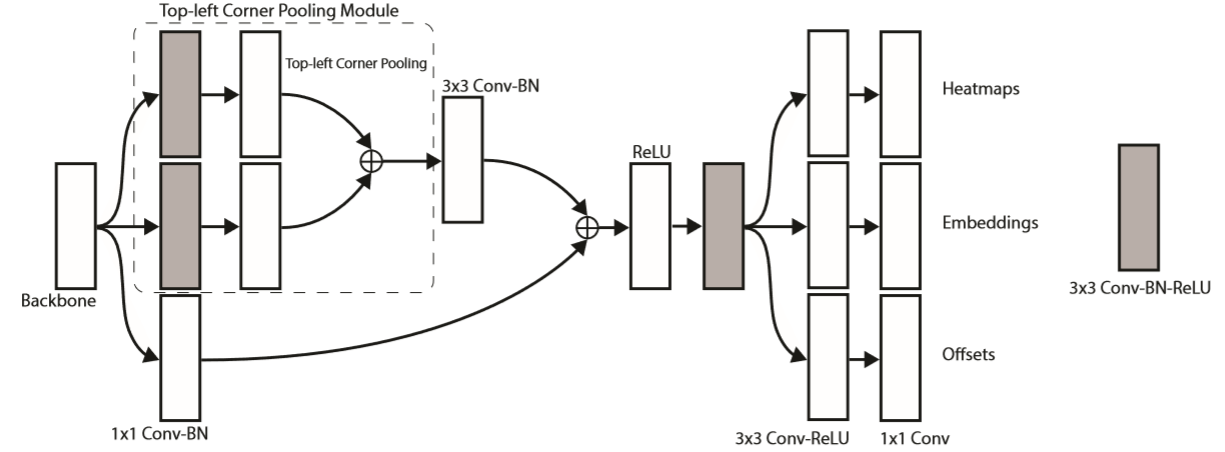 Top-left Corner Pooling Module
Top-left Corner Pooling
3x3 Conv-BN
Heatmaps
ReLU
Embeddings
Backbone
3x3 Conv-BN-ReLU
Offsets
1x1 Conv-BN
3x3 Conv-ReLU
1x1 Conv